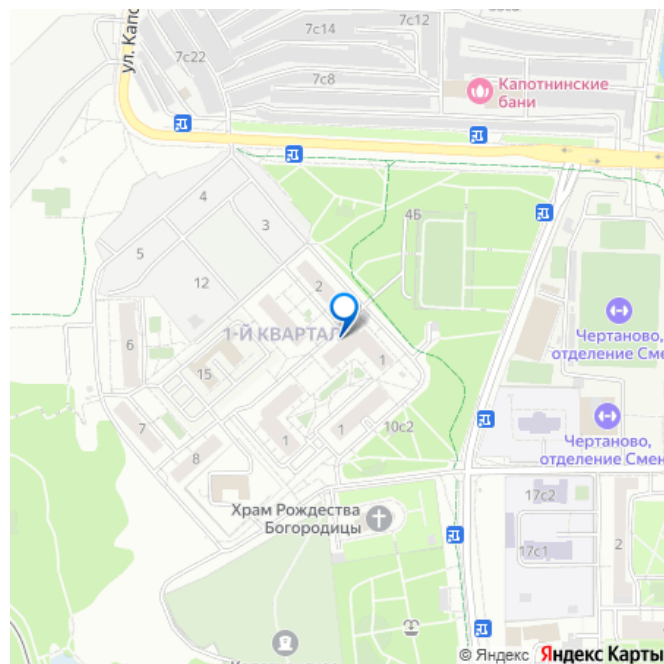 7с14
7с12
7с22
7с8
ул. Капо
Капотнинские
бани
4
3
4Б
5
12
2
1-Й КВАРТАЛ
6
15
1
7
8
1
1
10с2
Чертаново,
отделение Сме
Чертаново,
отделение Смен
Храм Рождества
Богородицы
17с2
17с1
2
© Яндекс Яндекс Карты